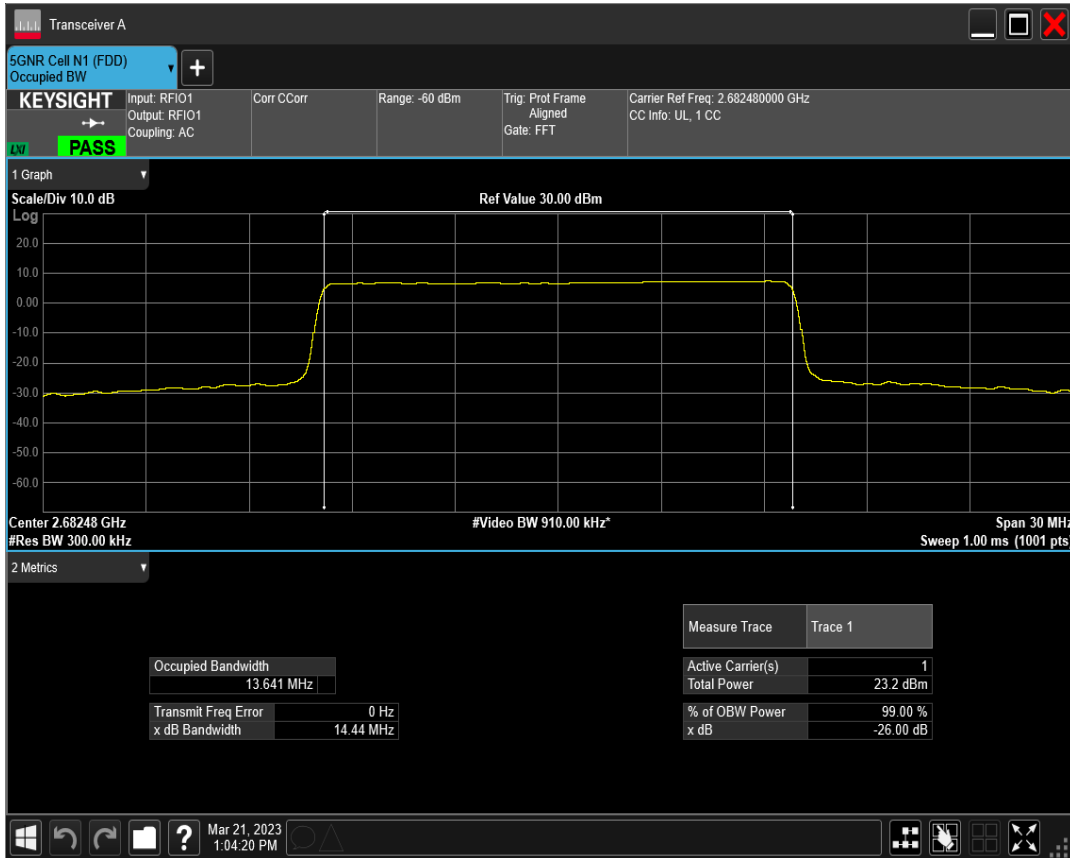 Transceiver A
5GNR Cell N1 (FDD)
Occupied BW
+
KEYSIGHT
LXI
PASS
Input: RFIO1
Output: RFIO1
Coupling: AC
Corr CCorr
Range: -60 dBm
Trig: Prot Frame
Aligned
Gate: FFT
Carrier Ref Freq: 2.682480000 GHz
CC Info: UL, 1 CC
1 Graph
Scale/Div 10.0 dB
Ref Value 30.00 dBm
Log
20.0
10.0
0.00
-10.0
-20.0
-30.0
-40.0
-50.0
-60.0
Center 2.68248 GHz
#Video BW 910.00 kHz*
Span 30 MHz
#Res BW 300.00 kHz
Sweep 1.00 ms (1001 pts)
2 Metrics
Measure Trace Trace 1
Occupied Bandwidth
13.641 MHz
Active Carrier(s) 1
Total Power 23.2 dBm
Transmit Freq Error 0 Hz
x dB Bandwidth 14.44 MHz
% of OBW Power 99.00 %
x dB -26.00 dB
?
Mar 21, 2023
1:04:20 PM